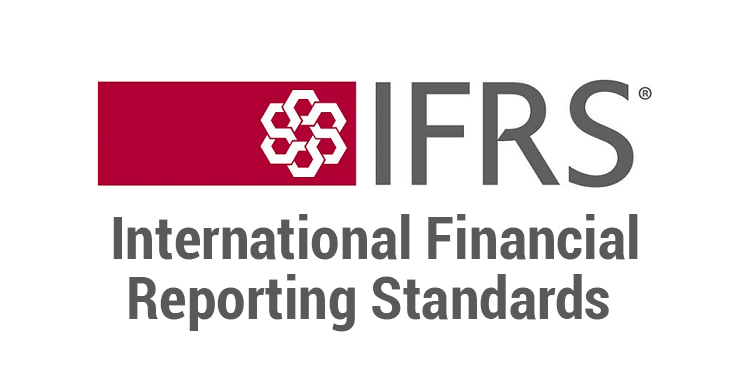 IFRS®
International Financial
Reporting Standards